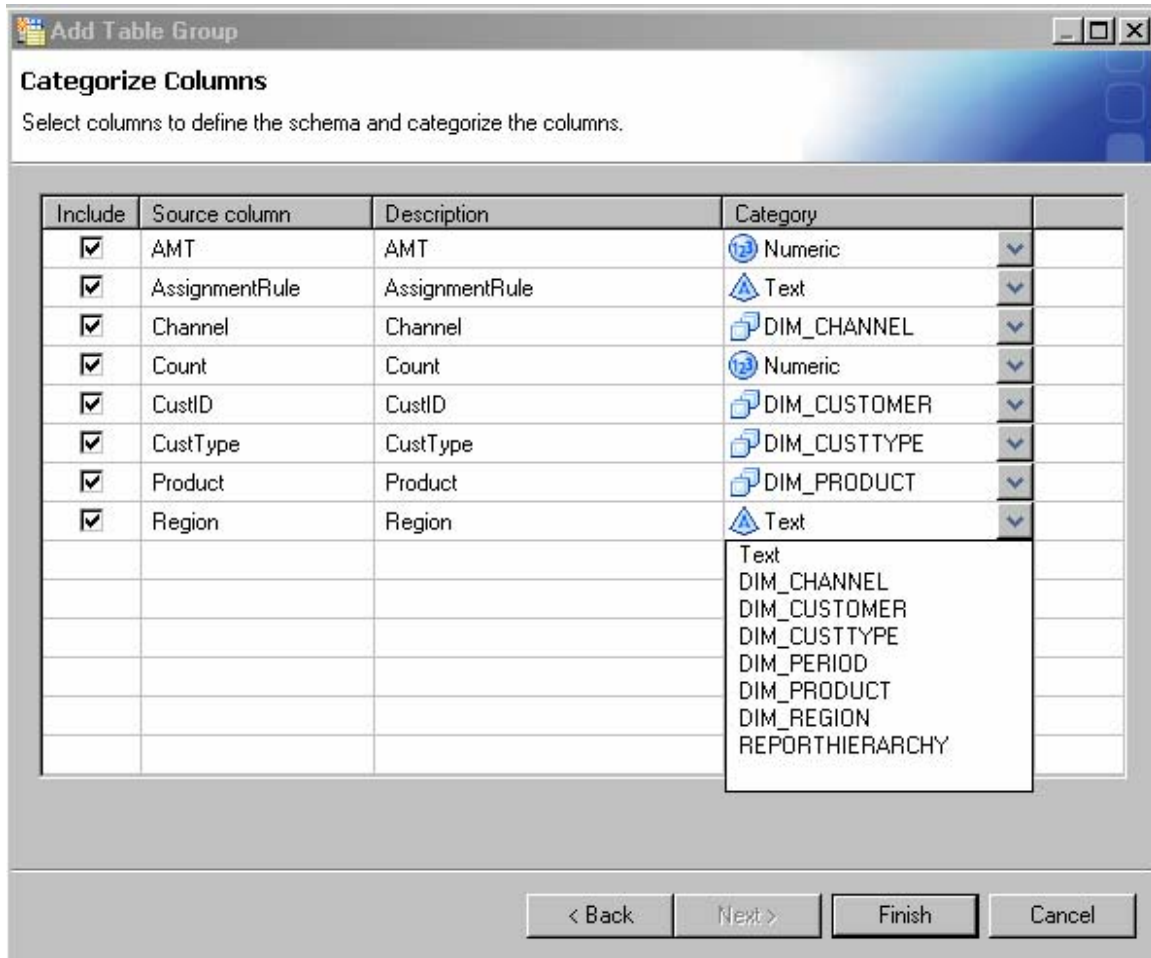 Add Table Group
Categorize Columns
Select columns to define the schema and categorize the columns.
Include Source column Description Category
AMT AMT 123 Numeric
AssignmentRule AssignmentRule A Text
Channel Channel DIM_CHANNEL
Count Count 123 Numeric
CustID CustID DIM_CUSTOMER
CustType CustType DIM_CUSTTYPE
Product Product DIM_PRODUCT
Region Region A Text
Text
DIM_CHANNEL
DIM_CUSTOMER
DIM_CUSTTYPE
DIM_PERIOD
DIM_PRODUCT
DIM_REGION
REPORTHIERARCHY
< Back Next > Finish Cancel